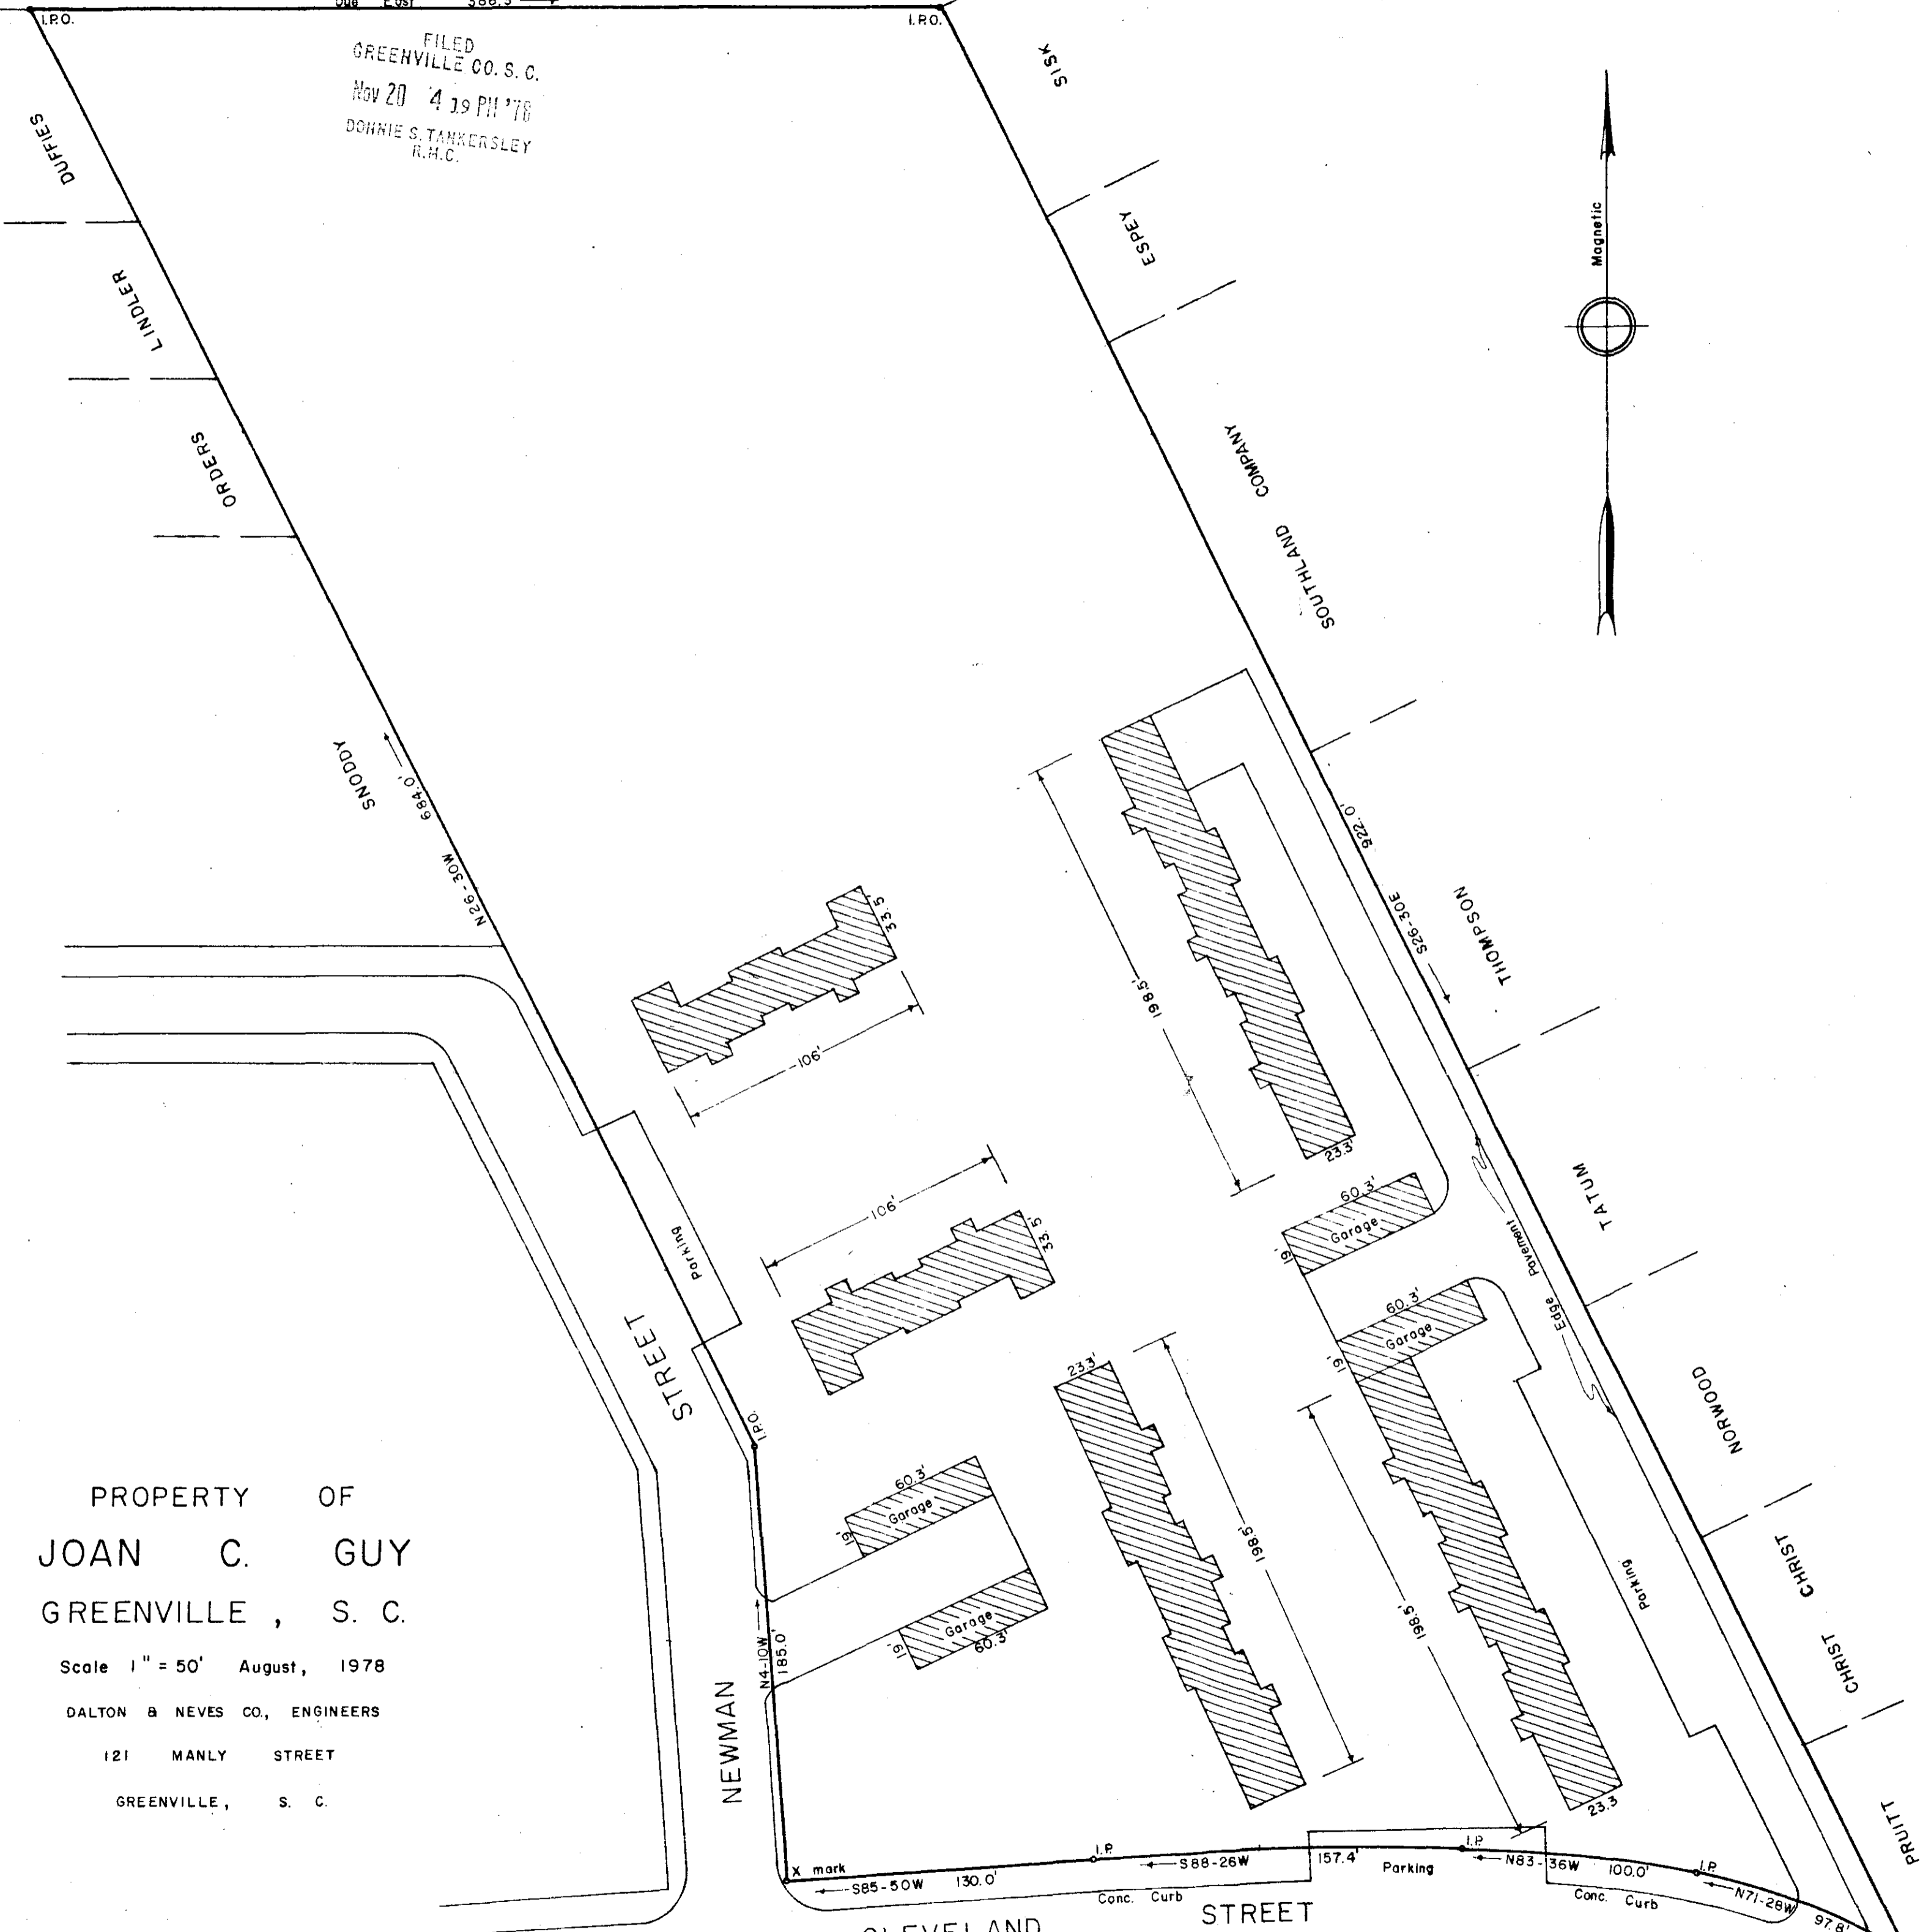 Due East 386.3
I.P.O.
I.P.O.
FILED
GREENVILLE CO. S. C.
Nov 20 4 19 PM '78
DONNIE S. TANKERSLEY
R.M.C.
SISK
DUFFIES
ESPEY
Magnetic
LINDLER
ORDERS
SOUTHLAND COMPANY
SNODDY
N26-30W 684.0'
S26-30E 922.0'
THOMPSON
33.5'
106'
198.5'
23.3'
106'
33.5'
60.3'
Garage
19'
TATUM
Edge Pavement
Parking
60.3'
Garage
19'
STREET
23.3'
NORWOOD
I.P.O.
60.3'
Garage
19'
198.5'
198.5'
Parking
CHRIST
CHRIST
Garage
60.3'
19'
N4-10W
185.0'
NEWMAN
PROPERTY OF
JOAN C. GUY
GREENVILLE , S. C.
Scale 1" = 50' August, 1978
DALTON & NEVES CO., ENGINEERS
121 MANLY STREET
GREENVILLE, S. C.
23.3
PRUITT
X mark
I.P.
I.P.
I.P.
S85-50W 130.0'
S88-26W 157.4'
Parking
N83-36W 100.0'
N71-28W 97.8'
Conc. Curb
Conc. Curb
CLEVELAND STREET